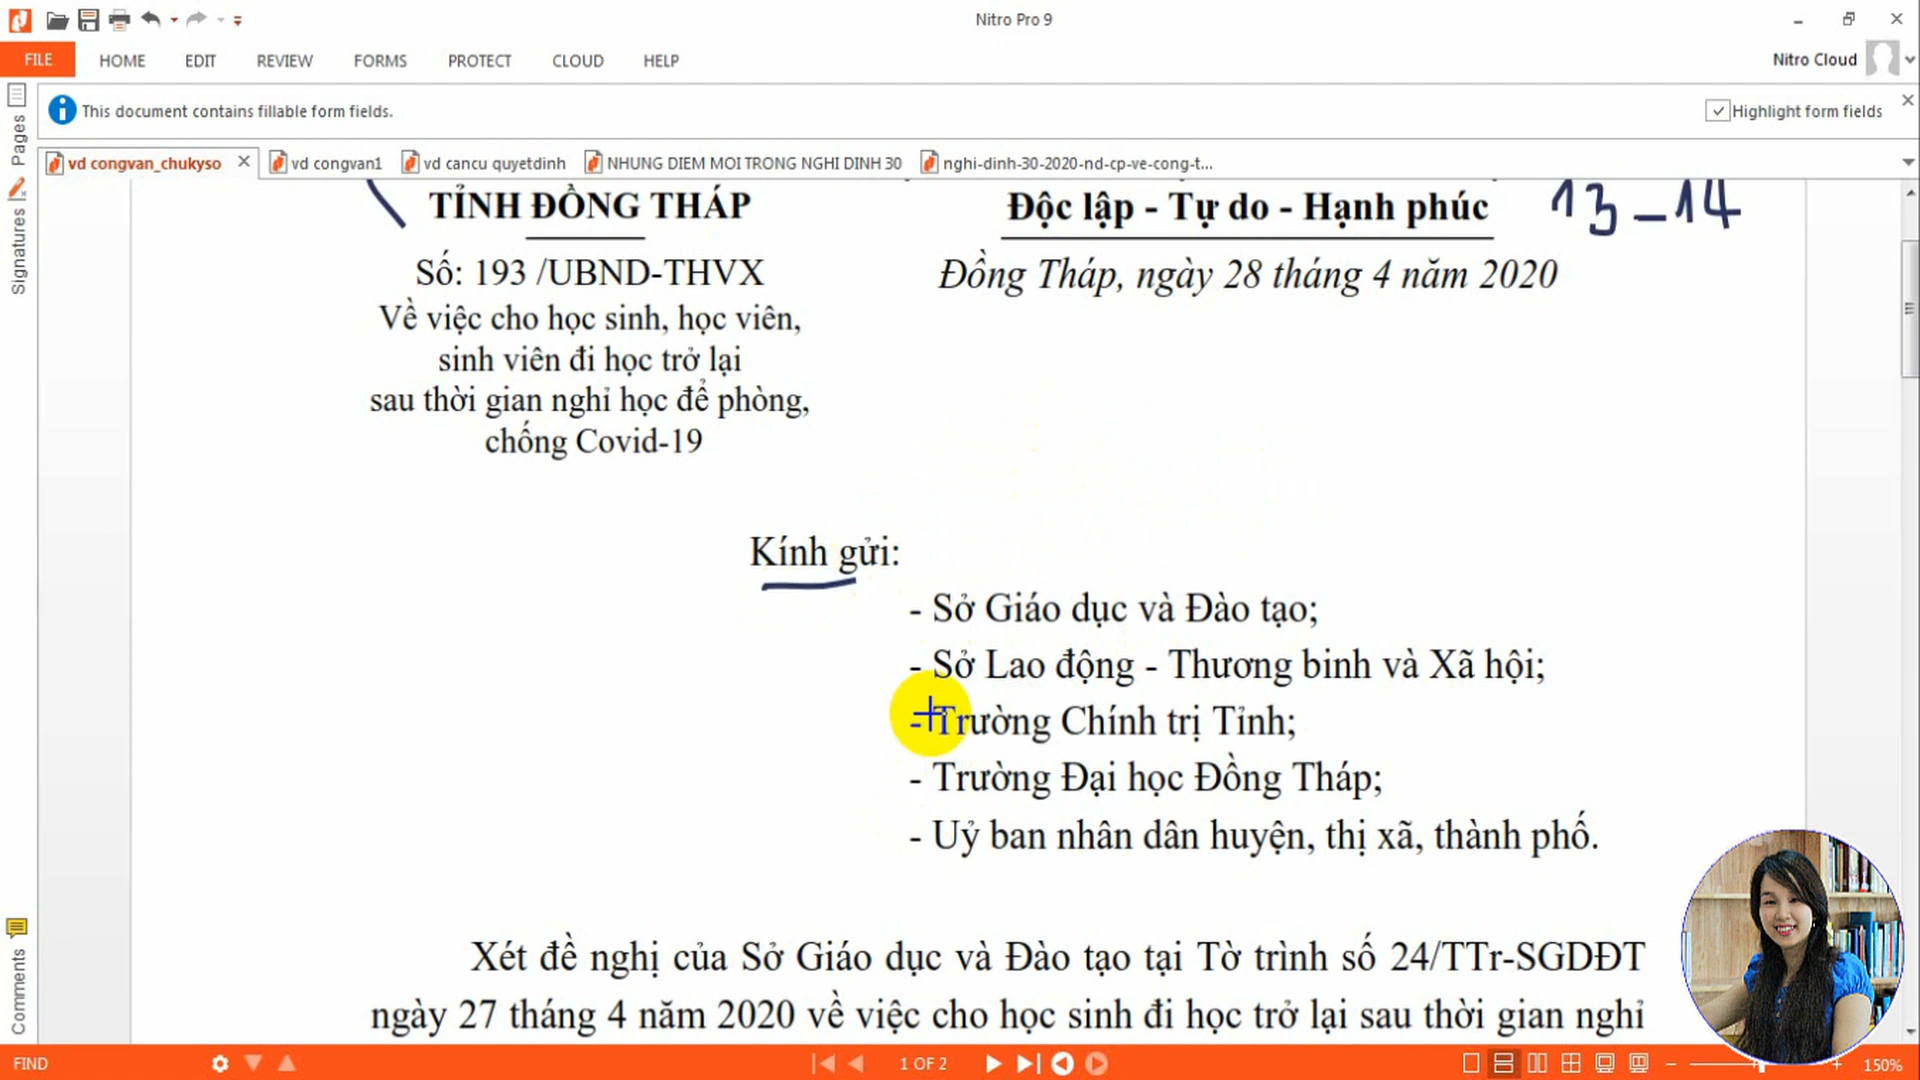 Nitro Pro 9
FILE HOME EDIT REVIEW FORMS PROTECT CLOUD HELP
Nitro Cloud
This document contains fillable form fields.
Highlight form fields
vd congvan_chukyso
vd congvan1
vd cancu quyetdinh
NHUNG DIEM MOI TRONG NGHI DINH 30
nghi-dinh-30-2020-nd-cp-ve-cong-t...
Pages
Signatures
Comments
TỈNH ĐỒNG THÁP
Độc lập - Tự do - Hạnh phúc
13-14
Số: 193 /UBND-THVX
Đồng Tháp, ngày 28 tháng 4 năm 2020
Về việc cho học sinh, học viên,
sinh viên đi học trở lại
sau thời gian nghỉ học để phòng,
chống Covid-19
Kính gửi:
- Sở Giáo dục và Đào tạo;
- Sở Lao động - Thương binh và Xã hội;
- Trường Chính trị Tỉnh;
- Trường Đại học Đồng Tháp;
- Uỷ ban nhân dân huyện, thị xã, thành phố.
Xét đề nghị của Sở Giáo dục và Đào tạo tại Tờ trình số 24/TTr-SGDĐT
ngày 27 tháng 4 năm 2020 về việc cho học sinh đi học trở lại sau thời gian nghỉ
FIND
1 OF 2
150%